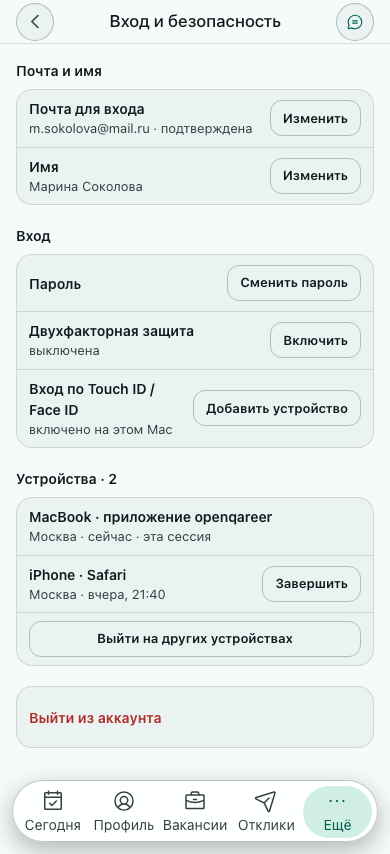 Вход и безопасность
Почта и имя
Почта для входа
m.sokolova@mail.ru · подтверждена
Изменить
Имя
Марина Соколова
Изменить
Вход
Пароль
Сменить пароль
Двухфакторная защита
выключена
Включить
Вход по Touch ID /
Face ID
включено на этом Mac
Добавить устройство
Устройства · 2
MacBook · приложение openqareer
Москва · сейчас · эта сессия
iPhone · Safari
Москва · вчера, 21:40
Завершить
Выйти на других устройствах
Выйти из аккаунта
Сегодня
Профиль
Вакансии
Отклики
Ещё